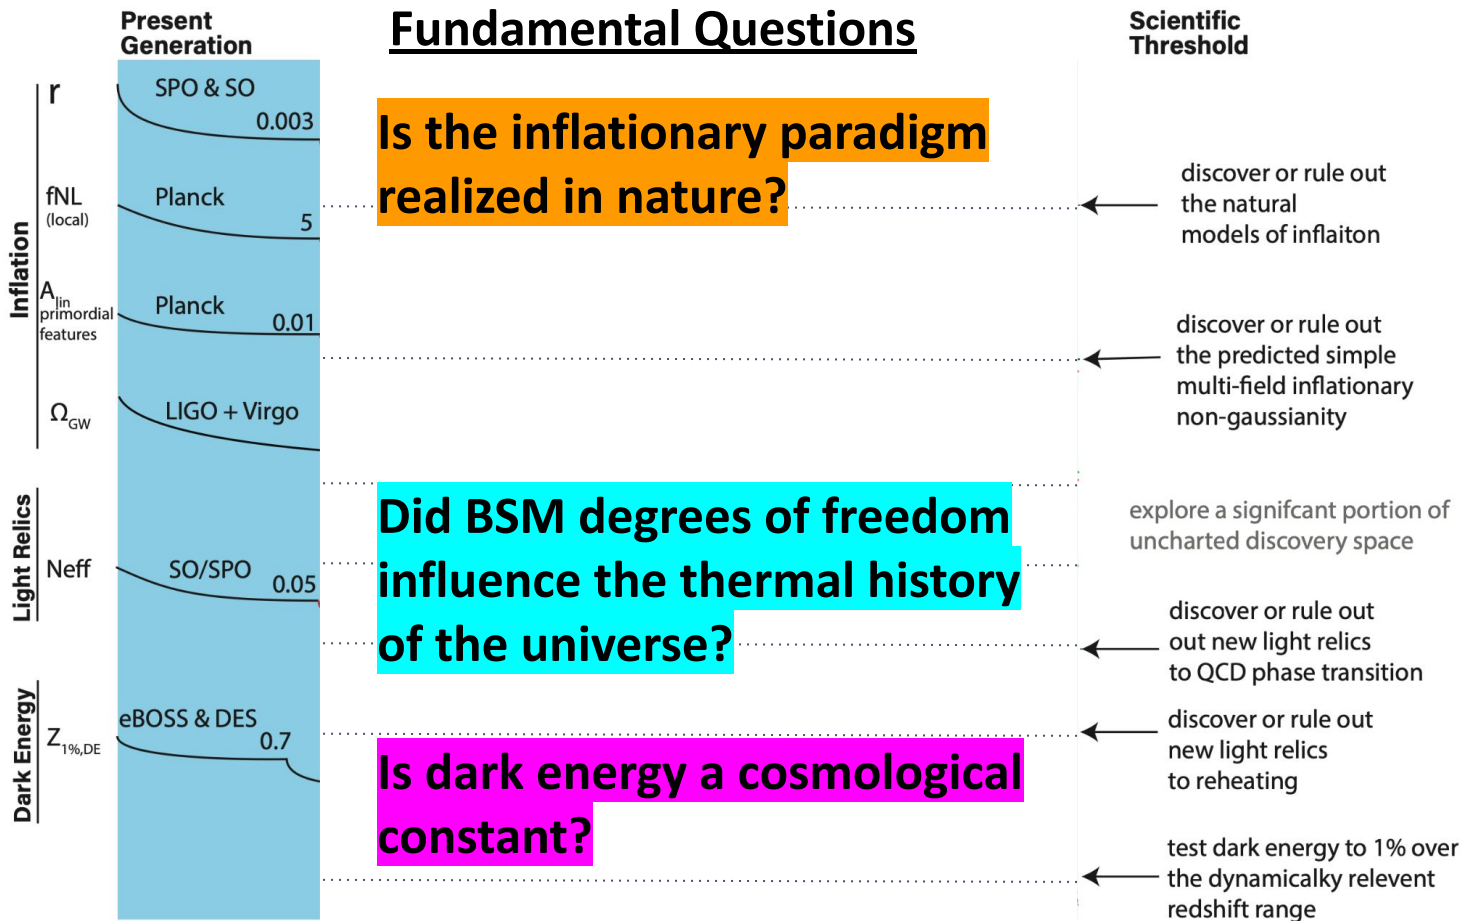 Present
Generation
Fundamental Questions
Scientific
Threshold
Inflation
r
SPO & SO
0.003
Is the inflationary paradigm
realized in nature?
fNL
(local)
Planck
5
discover or rule out
the natural
models of inflaiton
A lin
primordial
features
Planck
0.01
discover or rule out
the predicted simple
multi-field inflationary
non-gaussianity
ΩGW
LIGO + Virgo
Light Relics
Neff
SO/SPO
0.05
Did BSM degrees of freedom
influence the thermal history
of the universe?
explore a signifcant portion of
uncharted discovery space
discover or rule out
out new light relics
to QCD phase transition
Dark Energy
Z1%,DE
eBOSS & DES
0.7
Is dark energy a cosmological
constant?
discover or rule out
new light relics
to reheating
test dark energy to 1% over
the dynamicalky relevent
redshift range